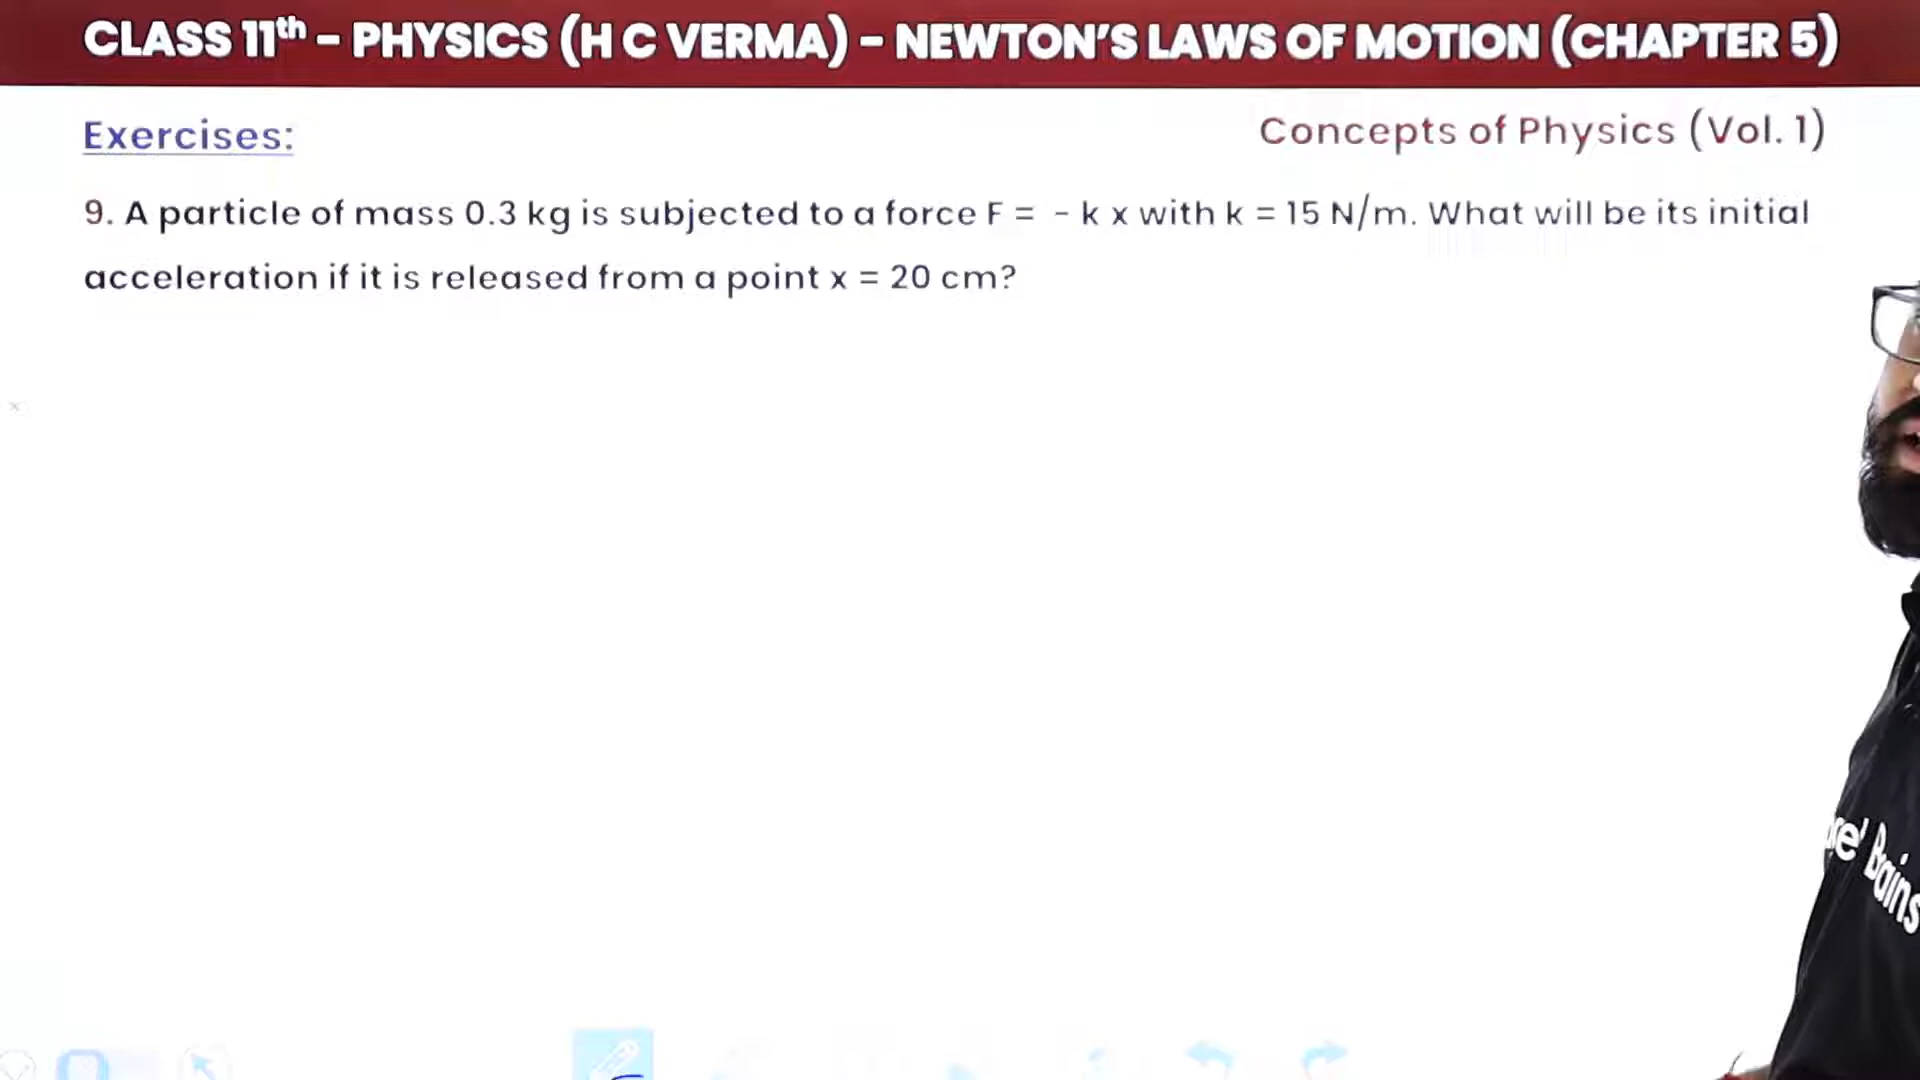 CLASS 11th - PHYSICS (H C VERMA) - NEWTON'S LAWS OF MOTION (CHAPTER 5)
Exercises:
Concepts of Physics (Vol. 1)
9. A particle of mass 0.3 kg is subjected to a force F = - k x with k = 15 N/m. What will be its initial
acceleration if it is released from a point x = 20 cm?
Brains